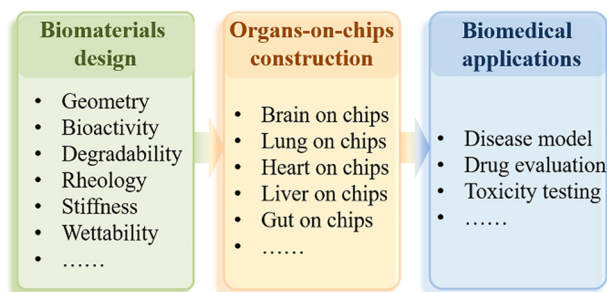 Biomaterials
design
• Geometry
• Bioactivity
• Degradability
• Rheology
• Stiffness
• Wettability
• ……
Organs-on-chips
construction
• Brain on chips
• Lung on chips
• Heart on chips
• Liver on chips
• Gut on chips
• ……
Biomedical
applications
• Disease model
• Drug evaluation
• Toxicity testing
• ……